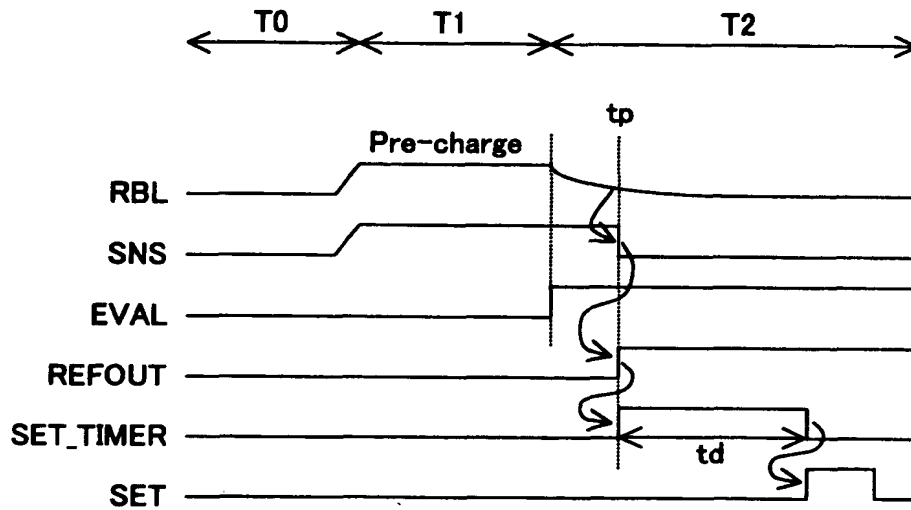 T0 T1 T2
tp
Pre-charge
RBL
SNS
EVAL
REFOUT
SET_TIMER
td
SET